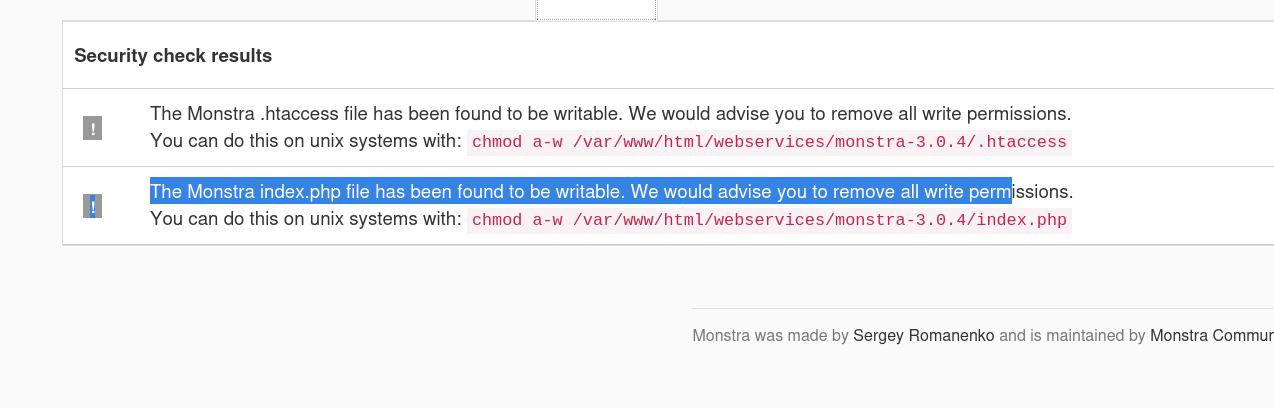 Security check results
!
The Monstra .htaccess file has been found to be writable. We would advise you to remove all write permissions.
You can do this on unix systems with: chmod a-w /var/www/html/webservices/monstra-3.0.4/.htaccess
!
The Monstra index.php file has been found to be writable. We would advise you to remove all write permissions.
You can do this on unix systems with: chmod a-w /var/www/html/webservices/monstra-3.0.4/index.php
Monstra was made by Sergey Romanenko and is maintained by Monstra Commun